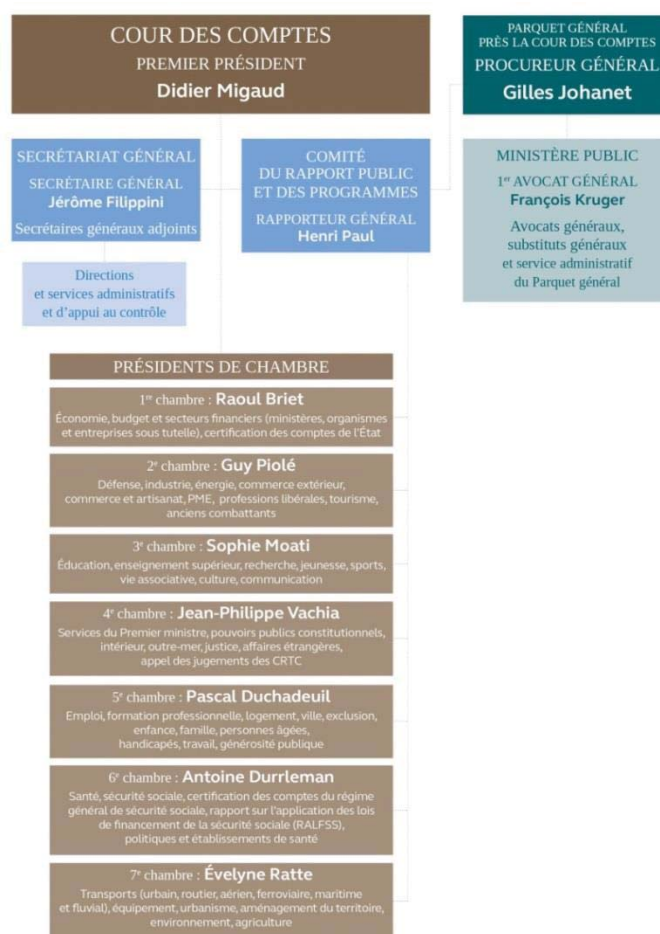 COUR DES COMPTES
PREMIER PRÉSIDENT
Didier Migaud
PARQUET GÉNÉRAL
PRÈS LA COUR DES COMPTES
PROCUREUR GÉNÉRAL
Gilles Johanet
SECRÉTARIAT GÉNÉRAL
SECRÉTAIRE GÉNÉRAL
Jérôme Filippini
Secrétaires généraux adjoints
COMITÉ
DU RAPPORT PUBLIC
ET DES PROGRAMMES
RAPPORTEUR GÉNÉRAL
Henri Paul
MINISTÈRE PUBLIC
1er AVOCAT GÉNÉRAL
François Kruger
Avocats généraux,
substituts généraux
et service administratif
du Parquet général
Directions
et services administratifs
et d'appui au contrôle
PRÉSIDENTS DE CHAMBRE
1re chambre : Raoul Briet
Économie, budget et secteurs financiers (ministères, organismes
et entreprises sous tutelle), certification des comptes de l'État
2e chambre : Guy Piolé
Défense, industrie, énergie, commerce extérieur,
commerce et artisanat, PME, professions libérales, tourisme,
anciens combattants
3e chambre : Sophie Moati
Éducation, enseignement supérieur, recherche, jeunesse, sports,
vie associative, culture, communication
4e chambre : Jean-Philippe Vachia
Services du Premier ministre, pouvoirs publics constitutionnels,
intérieur, outre-mer, justice, affaires étrangères,
appel des jugements des CRTC
5e chambre : Pascal Duchadeuil
Emploi, formation professionnelle, logement, ville, exclusion,
enfance, famille, personnes âgées,
handicapés, travail, générosité publique
6e chambre : Antoine Durrleman
Santé, sécurité sociale, certification des comptes du régime
général de sécurité sociale, rapport sur l'application des lois
de financement de la sécurité sociale (RALFSS),
politiques et établissements de santé
7e chambre : Évelyne Ratte
Transports (urbain, routier, aérien, ferroviaire, maritime
et fluvial), équipement, urbanisme, aménagement du territoire,
environnement, agriculture